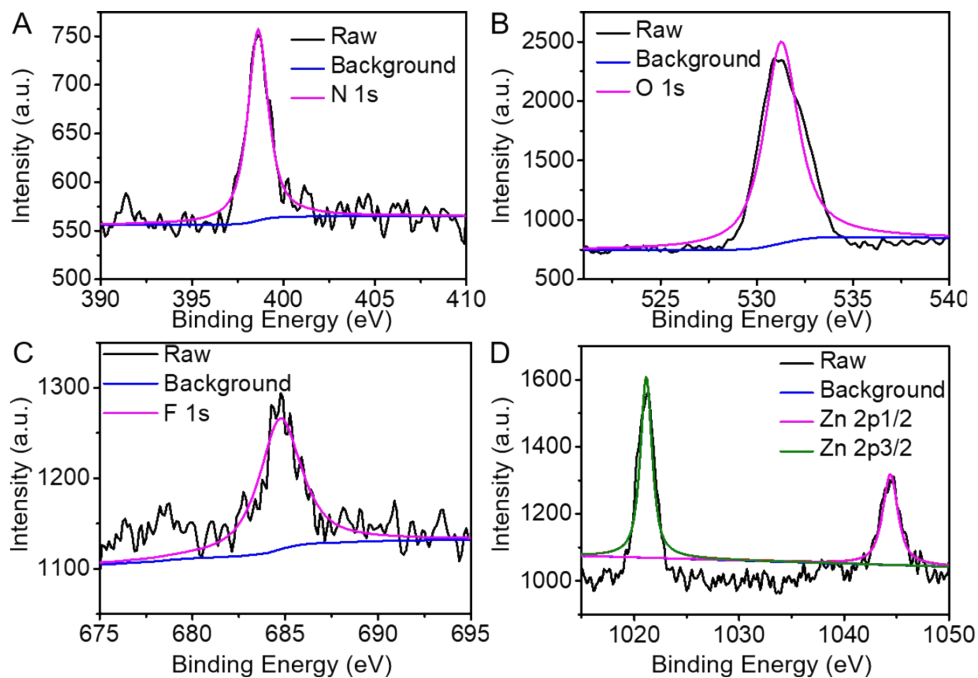 A
Raw
Background
N 1s
Intensity (a.u.)
750
700
650
600
550
500
390 395 400 405 410
Binding Energy (eV)
B
Raw
Background
O 1s
Intensity (a.u.)
2500
2000
1500
1000
500
525 530 535 540
Binding Energy (eV)
C
Raw
Background
F 1s
Intensity (a.u.)
1300
1200
1100
675 680 685 690 695
Binding Energy (eV)
D
Raw
Background
Zn 2p1/2
Zn 2p3/2
Intensity (a.u.)
1600
1400
1200
1000
1020 1030 1040 1050
Binding Energy (eV)